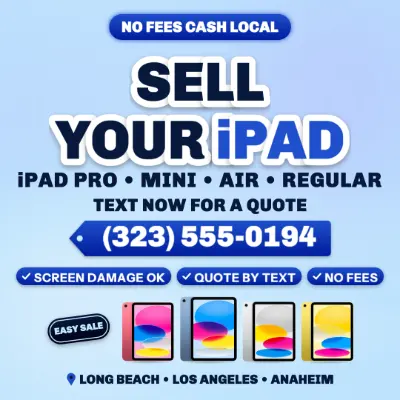 NO FEES CASH LOCAL
SELL
YOUR iPAD
iPAD PRO • MINI • AIR • REGULAR
TEXT NOW FOR A QUOTE
(323) 555-0194
✓ SCREEN DAMAGE OK ✓ QUOTE BY TEXT ✓ NO FEES
EASY SALE
LONG BEACH • LOS ANGELES • ANAHEIM